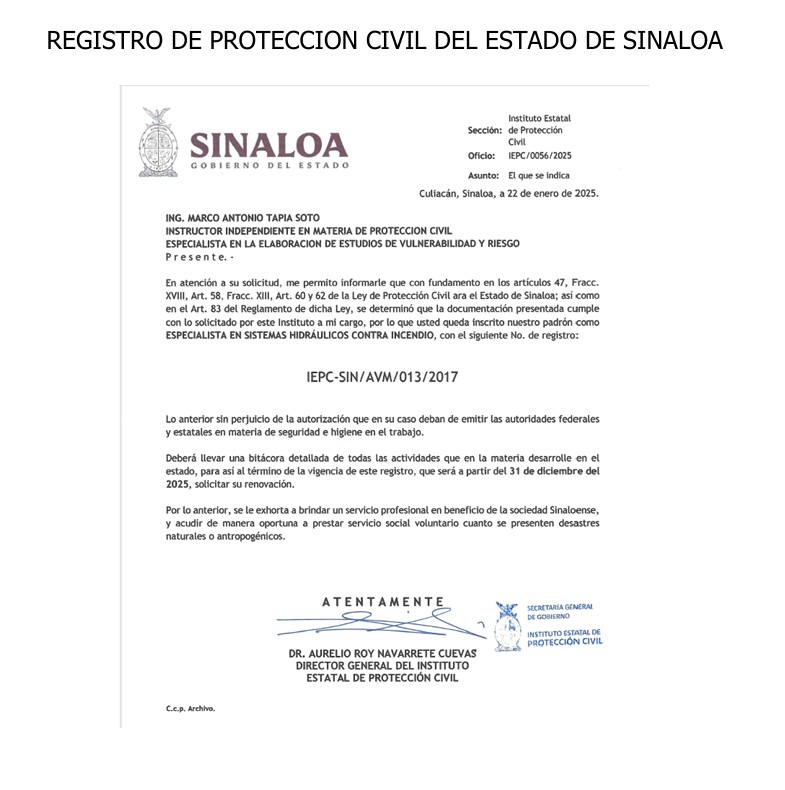 REGISTRO DE PROTECCION CIVIL DEL ESTADO DE SINALOA
SINALOA
GOBIERNO DEL ESTADO
Sección: Instituto Estatal
de Protección
Civil
Oficio: IEPC/0056/2025
Asunto: El que se indica
Culiacán, Sinaloa, a 22 de enero de 2025.
ING. MARCO ANTONIO TAPIA SOTO
INSTRUCTOR INDEPENDIENTE EN MATERIA DE PROTECCION CIVIL
ESPECIALISTA EN LA ELABORACION DE ESTUDIOS DE VULNERABILIDAD Y RIESGO
P r e s e n t e. -
En atención a su solicitud, me permito informarle que con fundamento en los artículos 47, Fracc.
XVIII, Art. 58, Fracc. XIII, Art. 60 y 62 de la Ley de Protección Civil ara el Estado de Sinaloa; así como
en el Art. 83 del Reglamento de dicha Ley, se determinó que la documentación presentada cumple
con lo solicitado por este Instituto a mi cargo, por lo que usted queda inscrito nuestro padrón como
ESPECIALISTA EN SISTEMAS HIDRÁULICOS CONTRA INCENDIO, con el siguiente No. de registro:
IEPC-SIN/AVM/013/2017
Lo anterior sin perjuicio de la autorización que en su caso deban de emitir las autoridades federales
y estatales en materia de seguridad e higiene en el trabajo.
Deberá llevar una bitácora detallada de todas las actividades que en la materia desarrolle en el
estado, para así al término de la vigencia de este registro, que será a partir del 31 de diciembre del
2025, solicitar su renovación.
Por lo anterior, se le exhorta a brindar un servicio profesional en beneficio de la sociedad Sinaloense,
y acudir de manera oportuna a prestar servicio social voluntario cuanto se presenten desastres
naturales o antropogénicos.
A T E N T A M E N T E
SECRETARÍA GENERAL
DE GOBIERNO
INSTITUTO ESTATAL DE
PROTECCIÓN CIVIL
DR. AURELIO ROY NAVARRETE CUEVAS
DIRECTOR GENERAL DEL INSTITUTO
ESTATAL DE PROTECCIÓN CIVIL
C.c.p. Archivo.